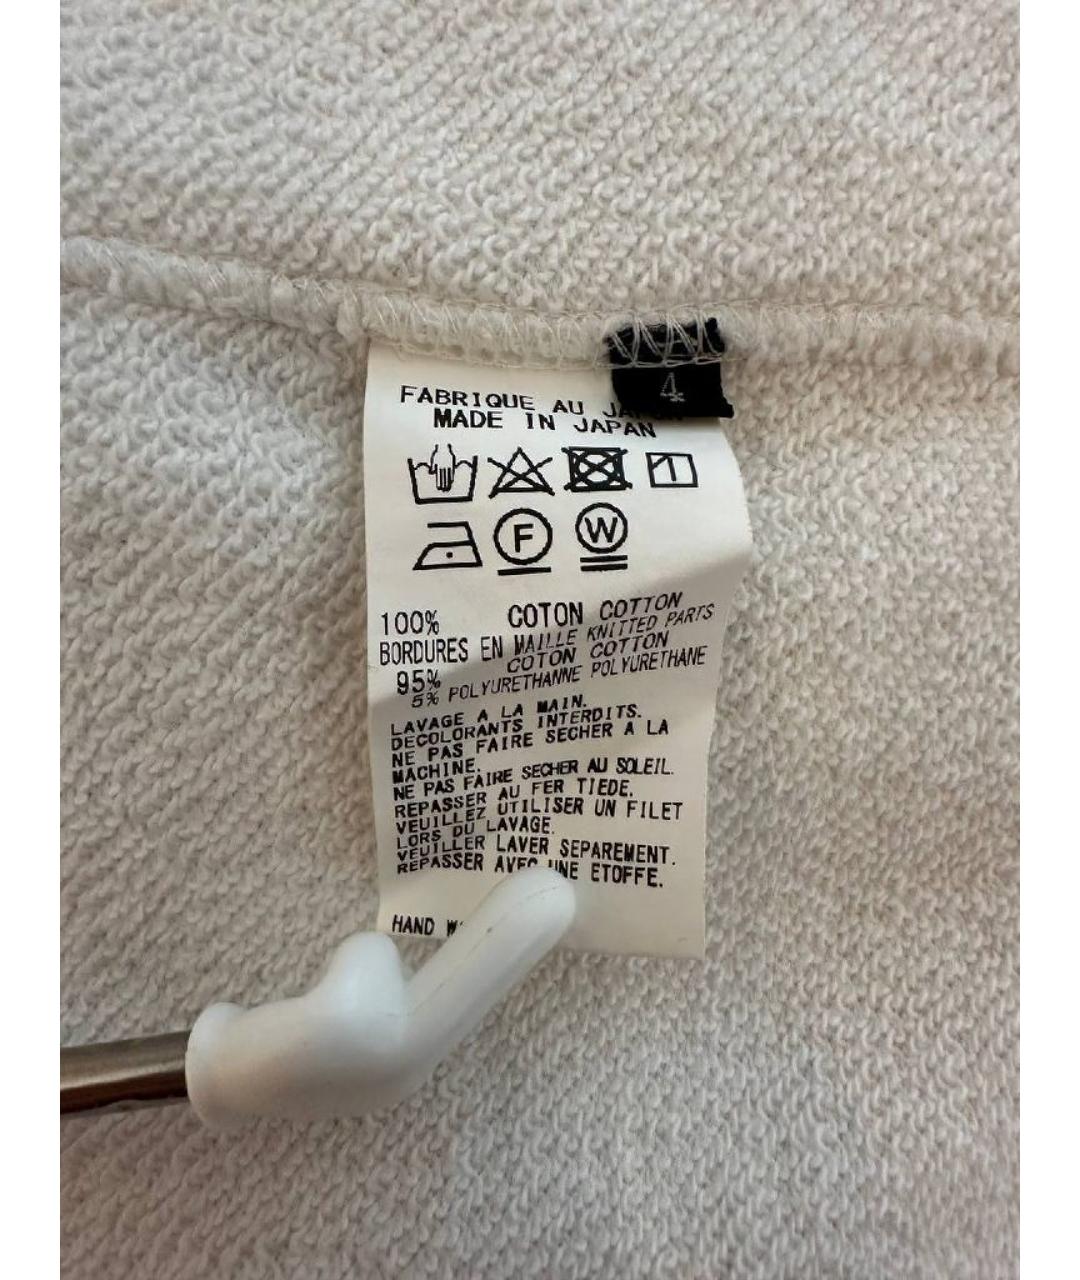 4
FABRIQUE AU
MADE IN JAPAN
F W
100% COTON COTTON
BORDURES EN MAILLE KNITTED PARTS
95% COTON COTTON
5% POLYURETHANNE POLYURETHANE
LAVAGE A LA MAIN.
DECOLORANTS INTERDITS.
NE PAS FAIRE SECHER A LA
MACHINE.
NE PAS FAIRE SECHER AU SOLEIL.
REPASSER AU FER TIEDE.
VEUILLEZ UTILISER UN FILET
LORS DU LAVAGE.
VEUILLER LAVER SEPAREMENT.
REPASSER AVEC UNE ETOFFE.
HAND